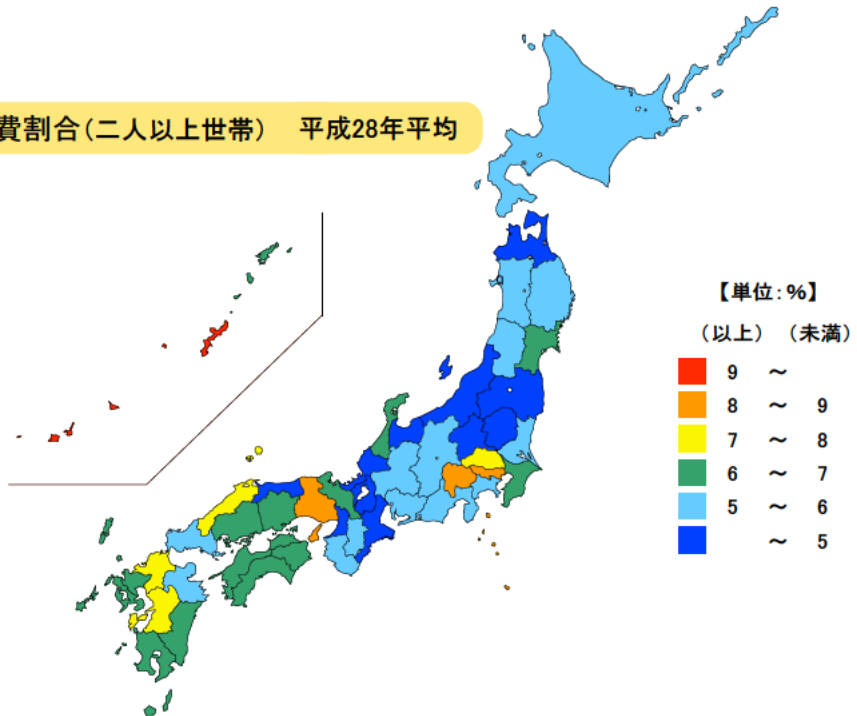 費割合（二人以上世帯）　平成28年平均
【単位：％】
（以上）（未満）
9 ～
8 ～ 9
7 ～ 8
6 ～ 7
5 ～ 6
～ 5